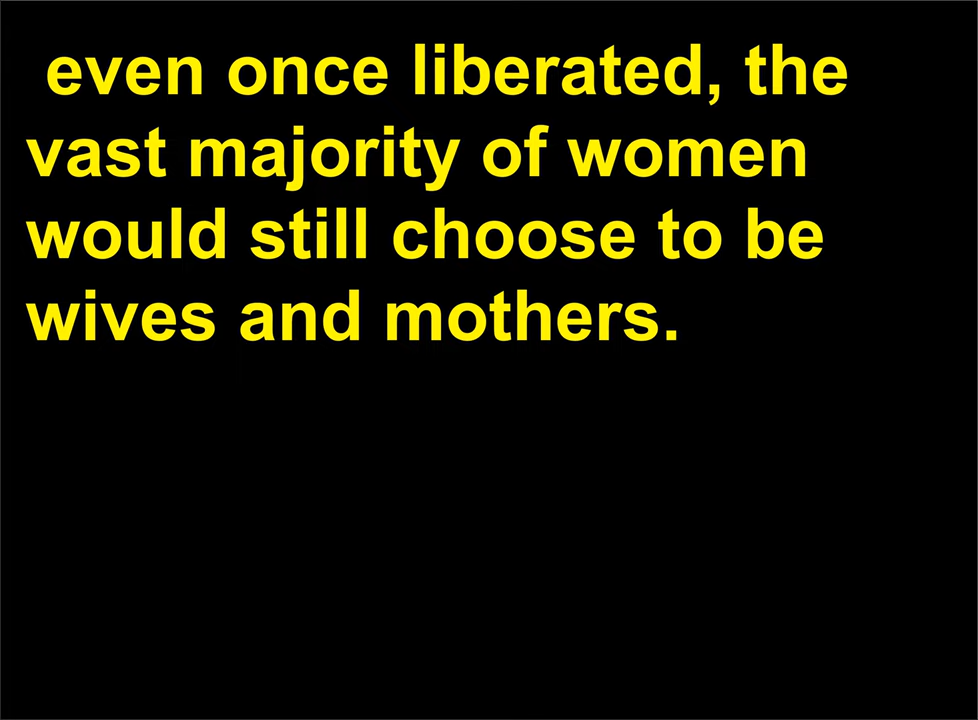 even once liberated, the
vast majority of women
would still choose to be
wives and mothers.